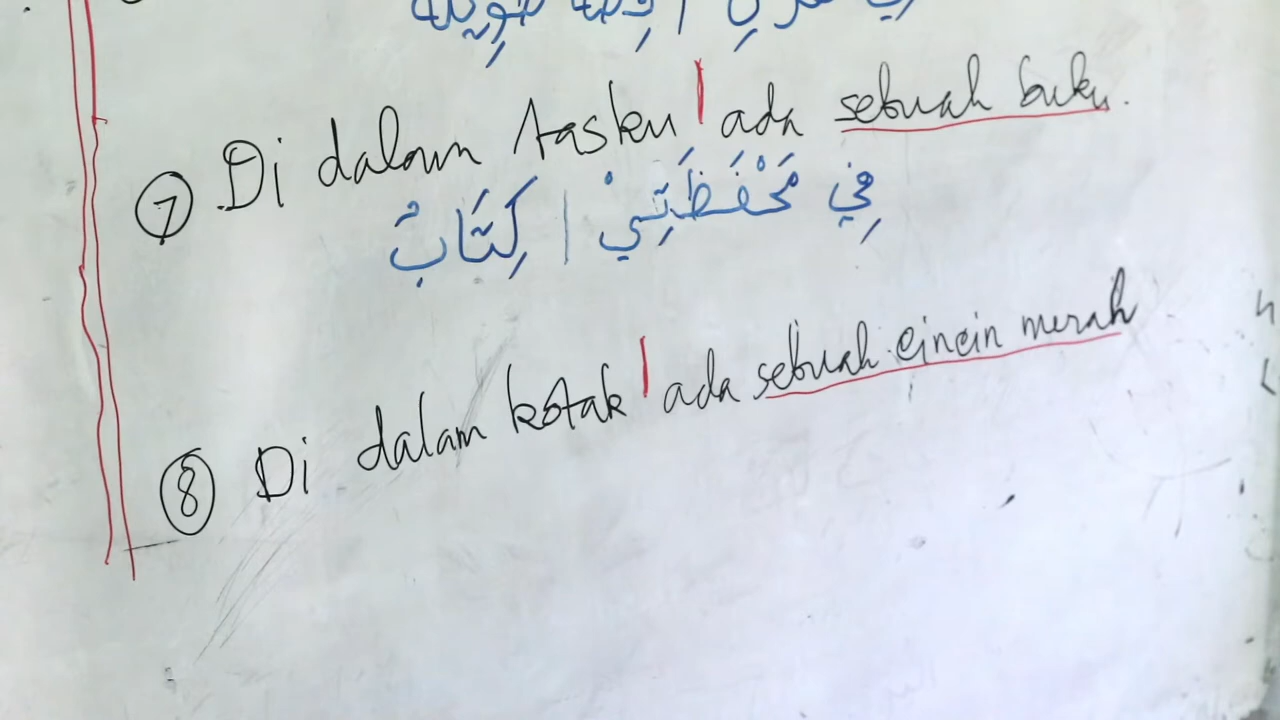 ⑦ Di dalam tasku | ada sebuah buku.
فِي مَحْفَظَتِيْ | كِتَابٌ
⑧ Di dalam kotak | ada sebuah cincin merah